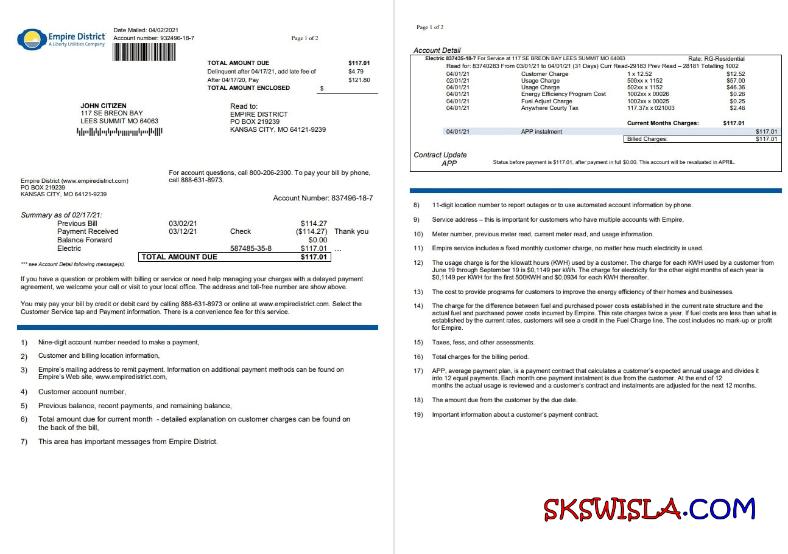 Empire District
A Liberty Utilities Company
Date Mailed: 04/02/2021
Account number: 932496-18-7
Page 1 of 2
TOTAL AMOUNT DUE $117.01
Delinquent after 04/17/21, add late fee of $4.79
After 04/17/20, Pay $121.80
TOTAL AMOUNT ENCLOSED $
JOHN CITIZEN
117 SE BREON BAY
LEES SUMMIT MO 64063
Read to:
EMPIRE DISTRICT
PO BOX 219239
KANSAS CITY, MO 64121-9239
Empire District (www.empiredistrict.com)
PO BOX 219239
KANSAS CITY, MO 64121-9239
For account questions, call 800-206-2300. To pay your bill by phone,
call 888-631-8973.
Account Number: 837496-18-7
Summary as of 02/17/21:
Previous Bill 03/02/21 $114.27
Payment Received 03/12/21 Check ($114.27) Thank you
Balance Forward $0.00
Electric 587485-35-8 $117.01 ...
TOTAL AMOUNT DUE $117.01
*** see Account Detail following message(s).
If you have a question or problem with billing or service or need help managing your charges with a delayed payment
agreement, we welcome your call or visit to your local office. The address and toll-free number are show above.
You may pay your bill by credit or debit card by calling 888-631-8973 or online at www.empiredistrict.com. Select the
Customer Service tap and Payment information. There is a convenience fee for this service.
1) Nine-digit account number needed to make a payment,
2) Customer and billing location information,
3) Empire's mailing address to remit payment. Information on additional payment methods can be found on
Empire's Web site, www.empiredistrict.com,
4) Customer account number,
5) Previous balance, recent payments, and remaining balance,
6) Total amount due for current month - detailed explanation on customer charges can be found on
the back of the bill,
7) This area has important messages from Empire District.
Page 1 of 2
Account Detail
Electric 837435-18-7 For Service at 117 SE BREON BAY LEES SUMMIT MO 64063 Rate: RG-Residential
Read for: 83740283 From 03/01/21 to 04/01/21 (31 Days) Curr Read-29183 Prev Read – 28181 Totalling 1002
04/01/21 Customer Charge 1 x 12.52 $12.52
02/01/21 Usage Charge 500xx x 1152 $57.00
04/01/21 Usage Charge 502xx x 1152 $46.36
04/01/21 Energy Efficiency Program Cost 1002xx x 00026 $0.26
04/01/21 Fuel Adjust Charge 1002xx x 00025 $0.25
04/01/21 Anywhere County Tax 117.37x x 021003 $2.48
Current Months Charges: $117.01
04/01/21 APP instalment $117.01
Billed Charges: $117.01
Contract Update
APP Status before payment is $117.01, after payment in full $0.00. This account will be revaluated in APRIL.
8) 11-digit location number to report outages or to use automated account information by phone.
9) Service address – this is important for customers who have multiple accounts with Empire.
10) Meter number, previous meter read, current meter read, and usage information.
11) Empire service includes a fixed monthly customer charge, no matter how much electricity is used.
12) The usage charge is for the kilowatt hours (KWH) used by a customer. The charge for each KWH used by a customer from
June 19 through September 19 is $0,1149 per kWh. The charge for electricity for the other eight months of each year is
$0,1149 per KWH for the first 500KWH and $0,0934 for each KWH thereafter.
13) The cost to provide programs for customers to improve the energy efficiency of their homes and businesses.
14) The charge for the difference between fuel and purchased power costs established in the current rate structure and the
actual fuel and purchased power costs incurred by Empire. This rate charges twice a year. If fuel costs are less than what is
established by the current rates, customers will see a credit in the Fuel Charge line. The cost includes no mark-up or profit
for Empire.
15) Taxes, fees, and other assessments.
16) Total charges for the billing period.
17) APP, average payment plan, is a payment contract that calculates a customer's expected annual usage and divides it
into 12 equal payments. Each month one payment instalment is due from the customer. At the end of 12
months the actual usage is reviewed and a customer's contract and instalments are adjusted for the next 12 months.
18) The amount due from the customer by the due date.
19) Important information about a customer's payment contract.
SKSWISLA.COM